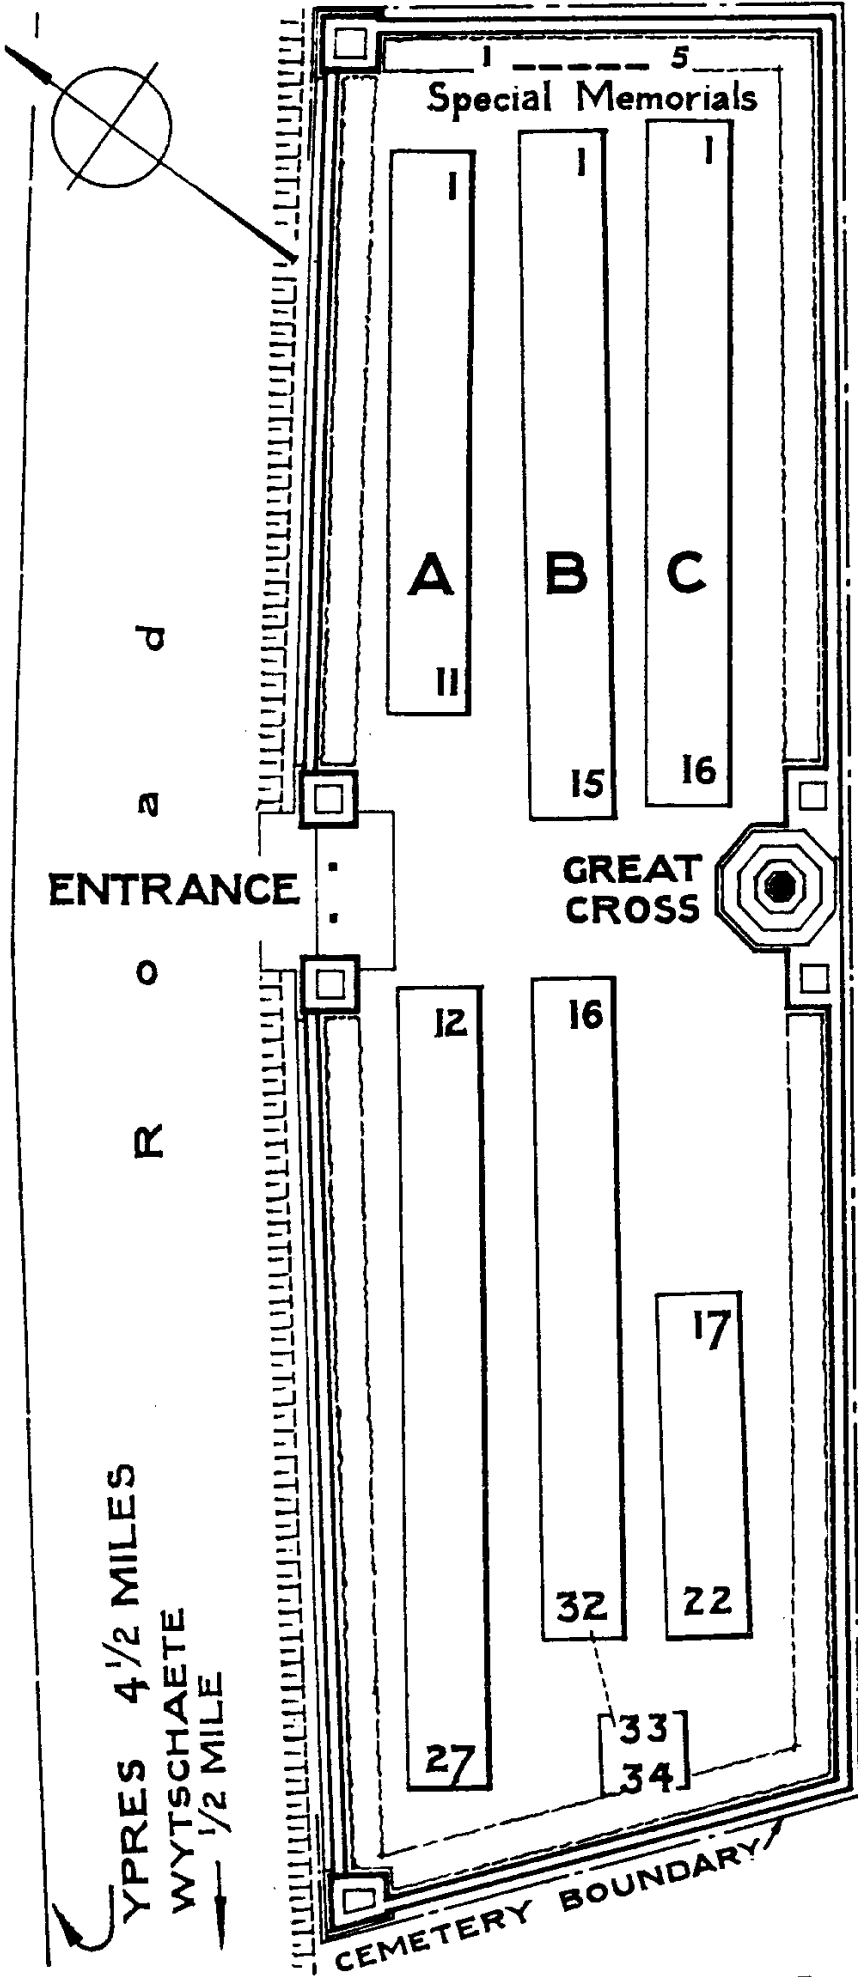 1 ------ 5
Special Memorials
1 1 1
A B C
11
15 16
Road
ENTRANCE
GREAT
CROSS
12 16
17
32 22
33
34
27
YPRES 4½ MILES
WYTSCHAETE
½ MILE
CEMETERY BOUNDARY